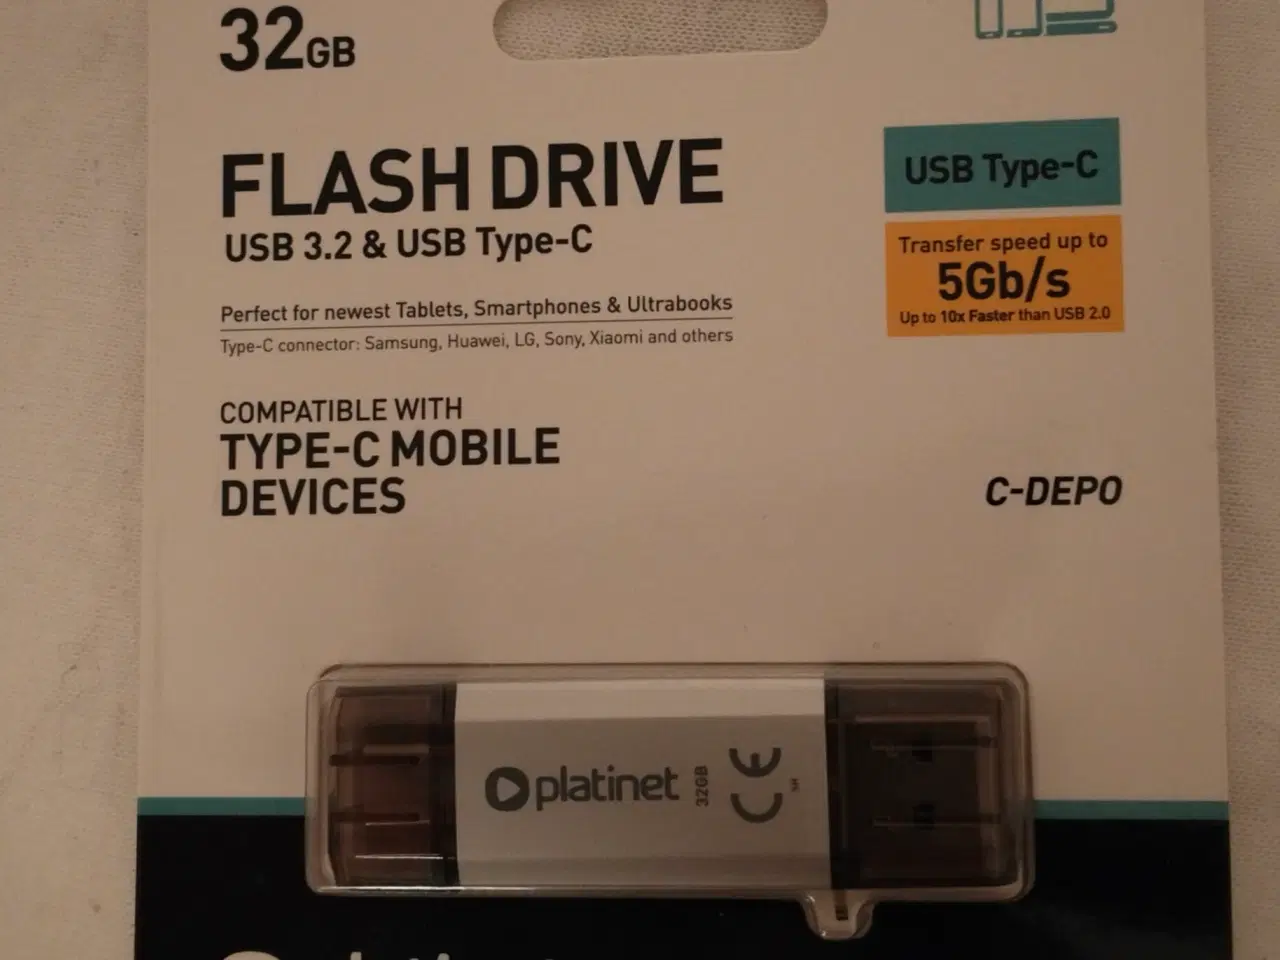 32GB
FLASH DRIVE
USB 3.2 & USB Type-C
Perfect for newest Tablets, Smartphones & Ultrabooks
Type-C connector: Samsung, Huawei, LG, Sony, Xiaomi and others
USB Type-C
Transfer speed up to
5Gb/s
Up to 10x Faster than USB 2.0
COMPATIBLE WITH
TYPE-C MOBILE
DEVICES
C-DEPO
platinet 32GB CE